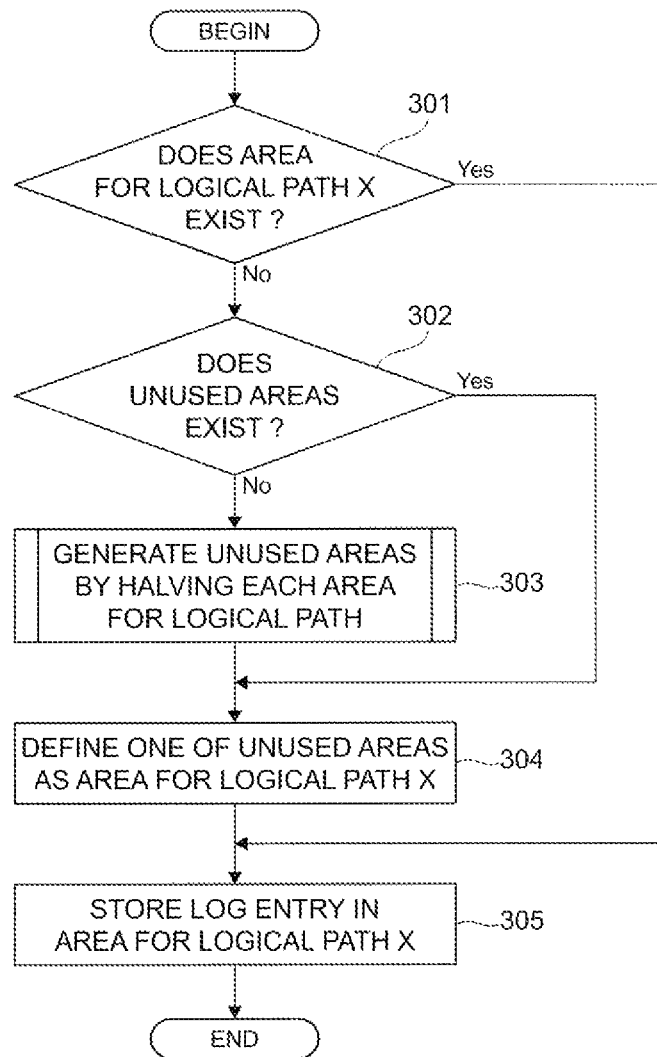 BEGIN
301
DOES AREA
FOR LOGICAL PATH X
EXIST ?
Yes
No
302
DOES
UNUSED AREAS
EXIST ?
Yes
No
GENERATE UNUSED AREAS
BY HALVING EACH AREA
FOR LOGICAL PATH
303
DEFINE ONE OF UNUSED AREAS
AS AREA FOR LOGICAL PATH X
304
STORE LOG ENTRY IN
AREA FOR LOGICAL PATH X
305
END